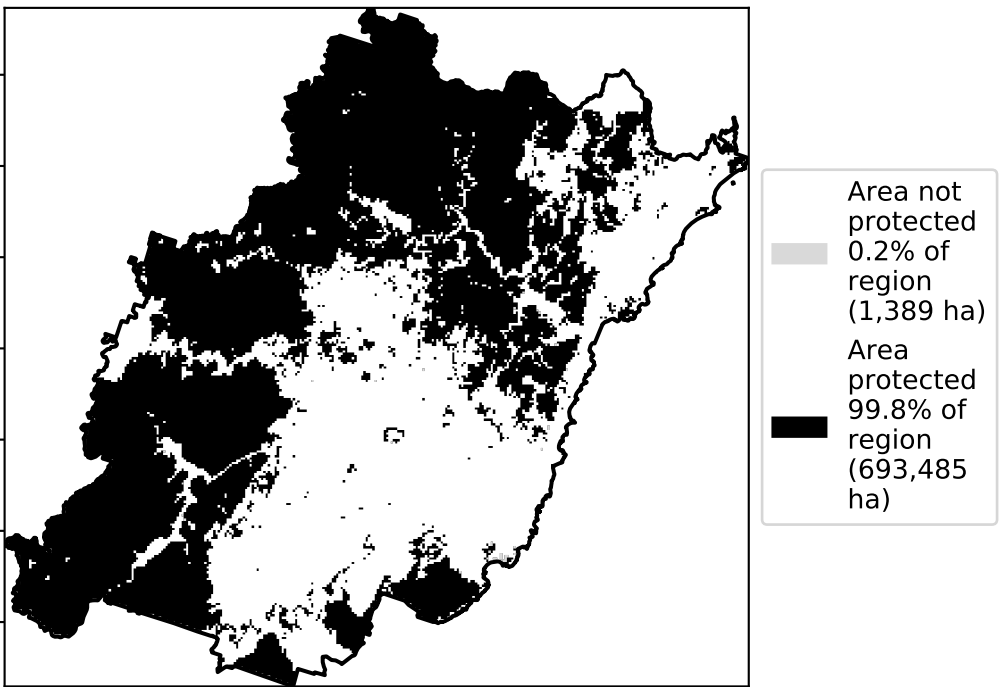 Area not
protected
0.2% of
region
(1,389 ha)
Area
protected
99.8% of
region
(693,485
ha)